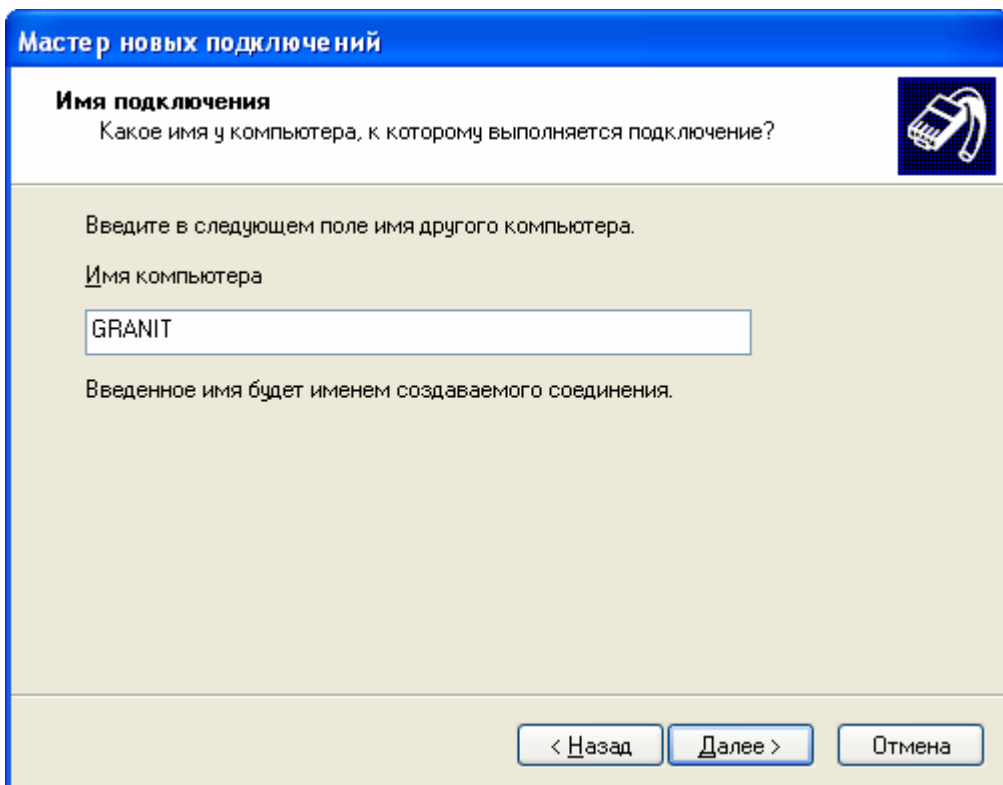 Мастер новых подключений
Имя подключения
Какое имя у компьютера, к которому выполняется подключение?
Введите в следующем поле имя другого компьютера.
Имя компьютера
GRANIT
Введенное имя будет именем создаваемого соединения.
< Назад Далее > Отмена